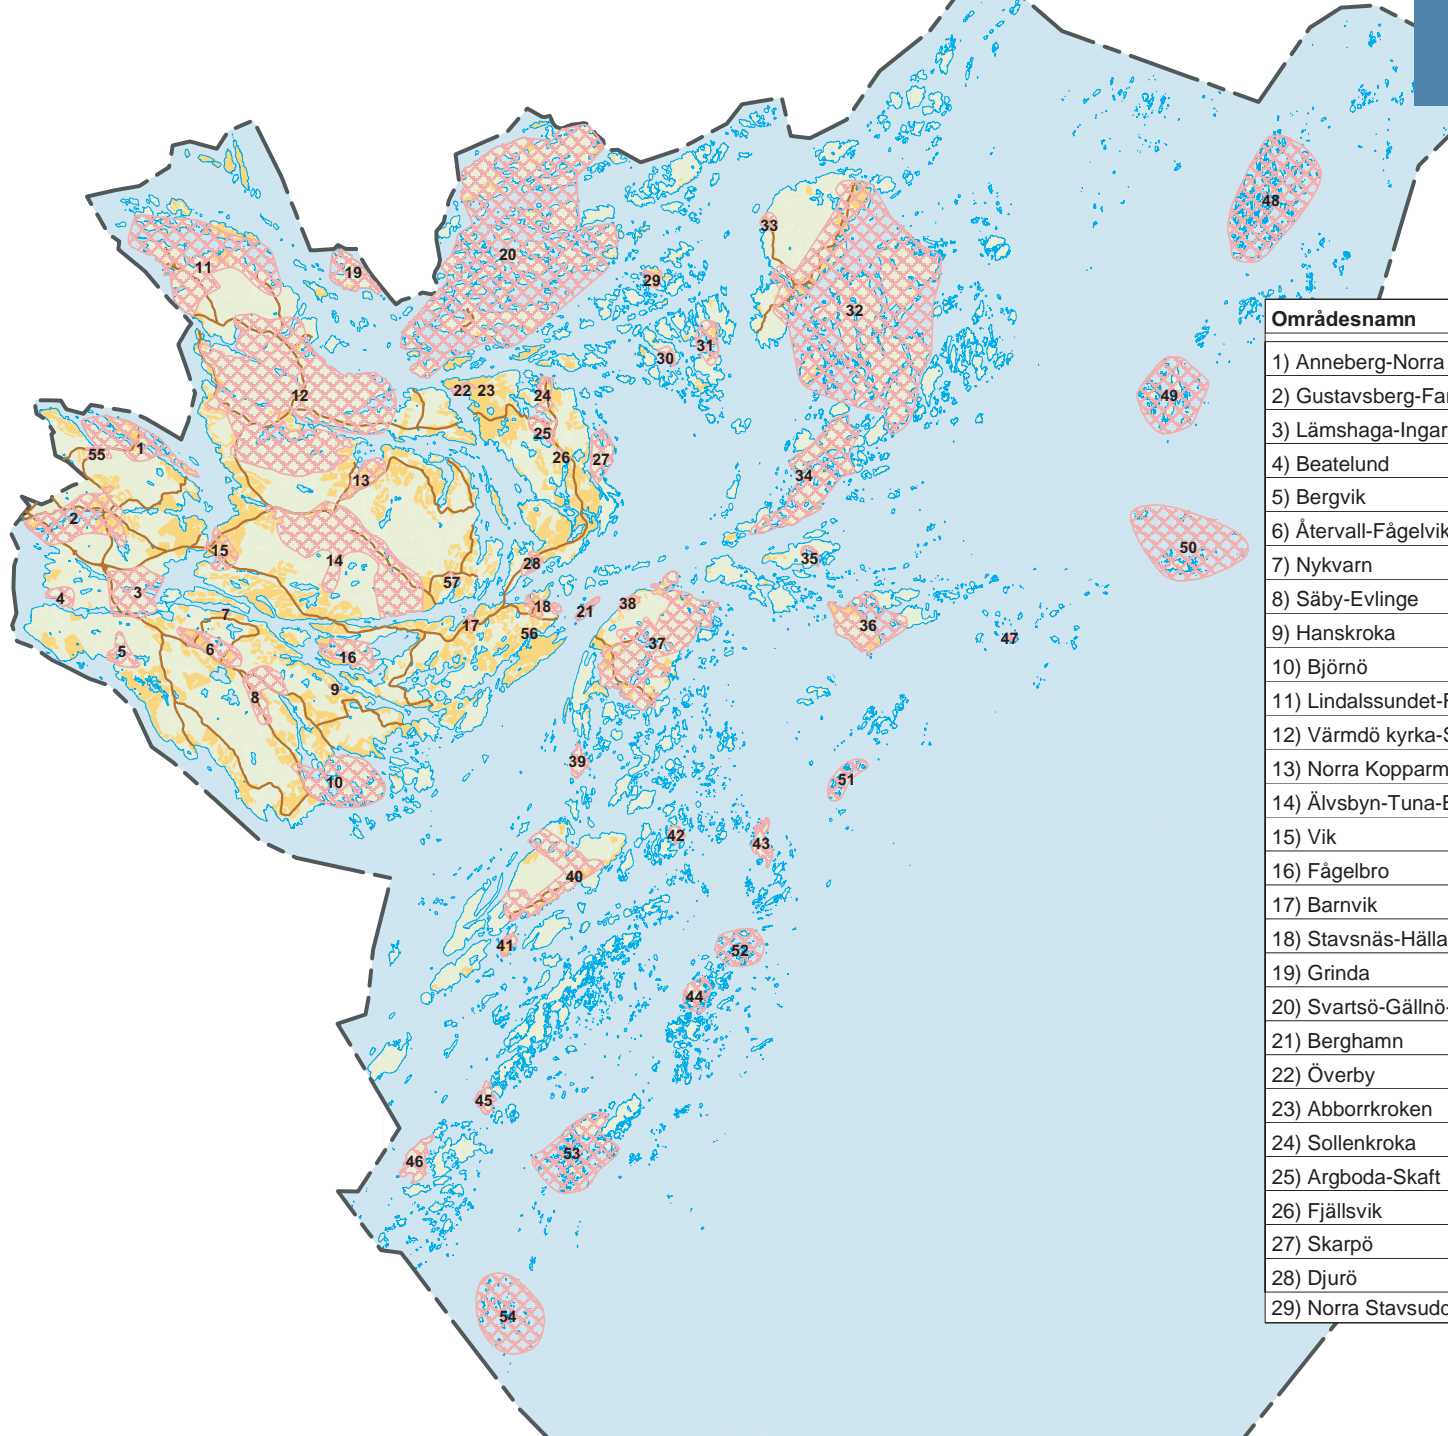 48
33
20
11
19
29
32
31
30
49
22 23
24
12
25
1
55
26
27
34
13
2
50
15
14
35
28
57
3
4
38
21
18
7
17
36
56
47
37
6
5
16
9
8
39
10
51
42
43
40
41
52
44
45
53
46
54
Områdesnamn
1) Anneberg-Norra
2) Gustavsberg-Far
3) Lämshaga-Ingar
4) Beatelund
5) Bergvik
6) Återvall-Fågelvik
7) Nykvarn
8) Säby-Evlinge
9) Hanskroka
10) Björnö
11) Lindalssundet-
12) Värmdö kyrka-S
13) Norra Kopparm
14) Älvsbyn-Tuna-
15) Vik
16) Fågelbro
17) Barnvik
18) Stavsnäs-Hälla
19) Grinda
20) Svartsö-Gällnö-
21) Berghamn
22) Överby
23) Abborrkroken
24) Sollenkroka
25) Argboda-Skaft
26) Fjällsvik
27) Skarpö
28) Djurö
29) Norra Stavsudd